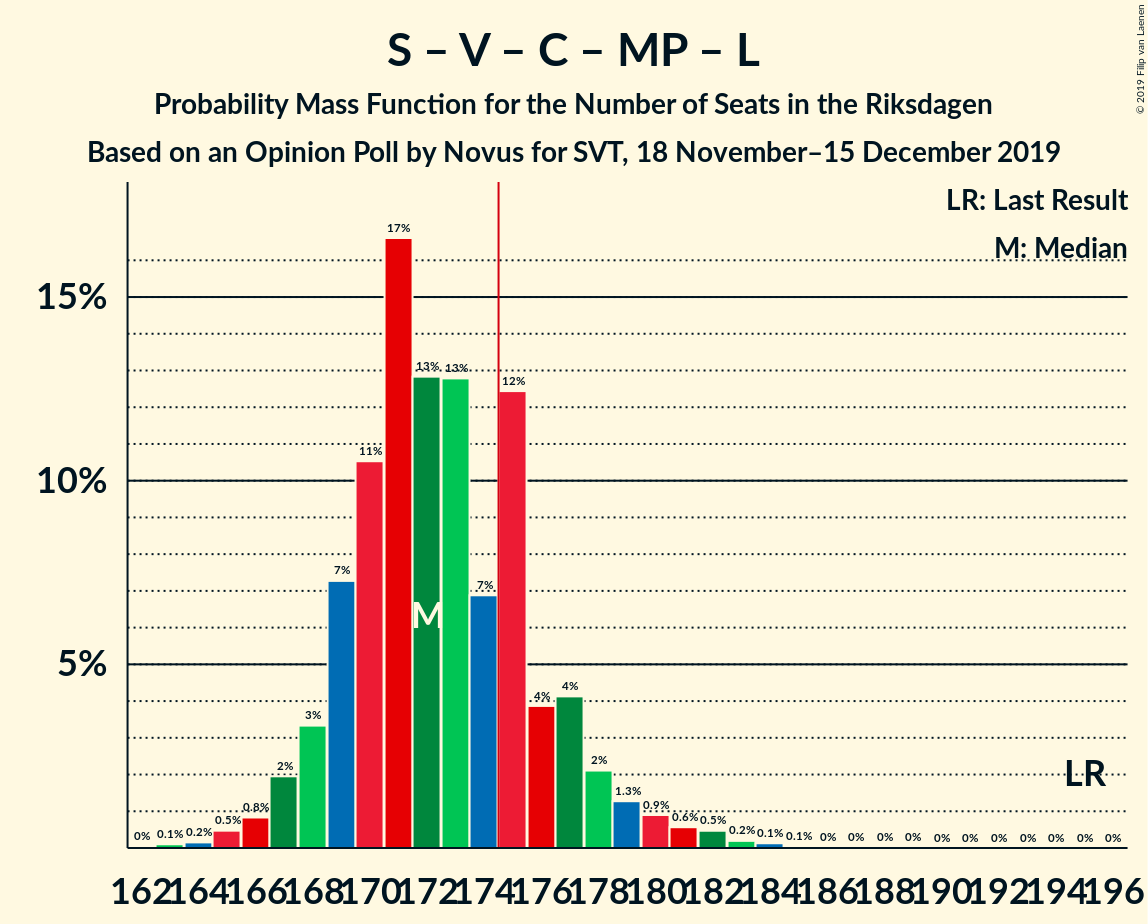 S – V – C – MP – L
Probability Mass Function for the Number of Seats in the Riksdagen
Based on an Opinion Poll by Novus for SVT, 18 November–15 December 2019
© 2019 Filip van Laenen
LR: Last Result
M: Median
15%
10%
5%
0% 0.1% 0.2% 0.5% 0.8% 2% 3% 7% 11% 17% 13% 13% 7% 12% 4% 4% 2% 1.3% 0.9% 0.6% 0.5% 0.2% 0.1% 0.1% 0% 0% 0% 0% 0% 0% 0% 0% 0% 0% 0%
M
LR
162 164 166 168 170 172 174 176 178 180 182 184 186 188 190 192 194 196